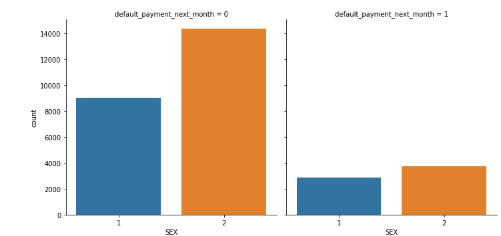 default_payment_next_month = 0
default_payment_next_month = 1
14000
12000
10000
8000
6000
4000
2000
0
count
1
2
SEX
1
2
SEX